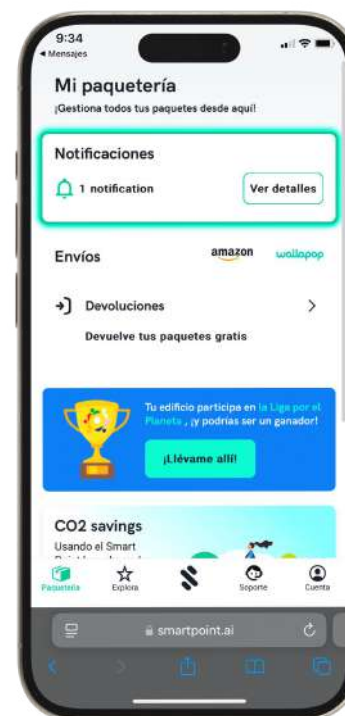 9:34
◀ Mensajes
Mi paquetería
¡Gestiona todos tus paquetes desde aquí!
Notificaciones
1 notification
Ver detalles
Envíos
amazon
wallapop
Devoluciones
Devuelve tus paquetes gratis
Tu edificio participa en la Liga por el
Planeta , ¡y podrías ser un ganador!
¡Llévame allí!
CO2 savings
Usando el Smart
Paquetería
Explora
Soporte
Cuenta
smartpoint.ai